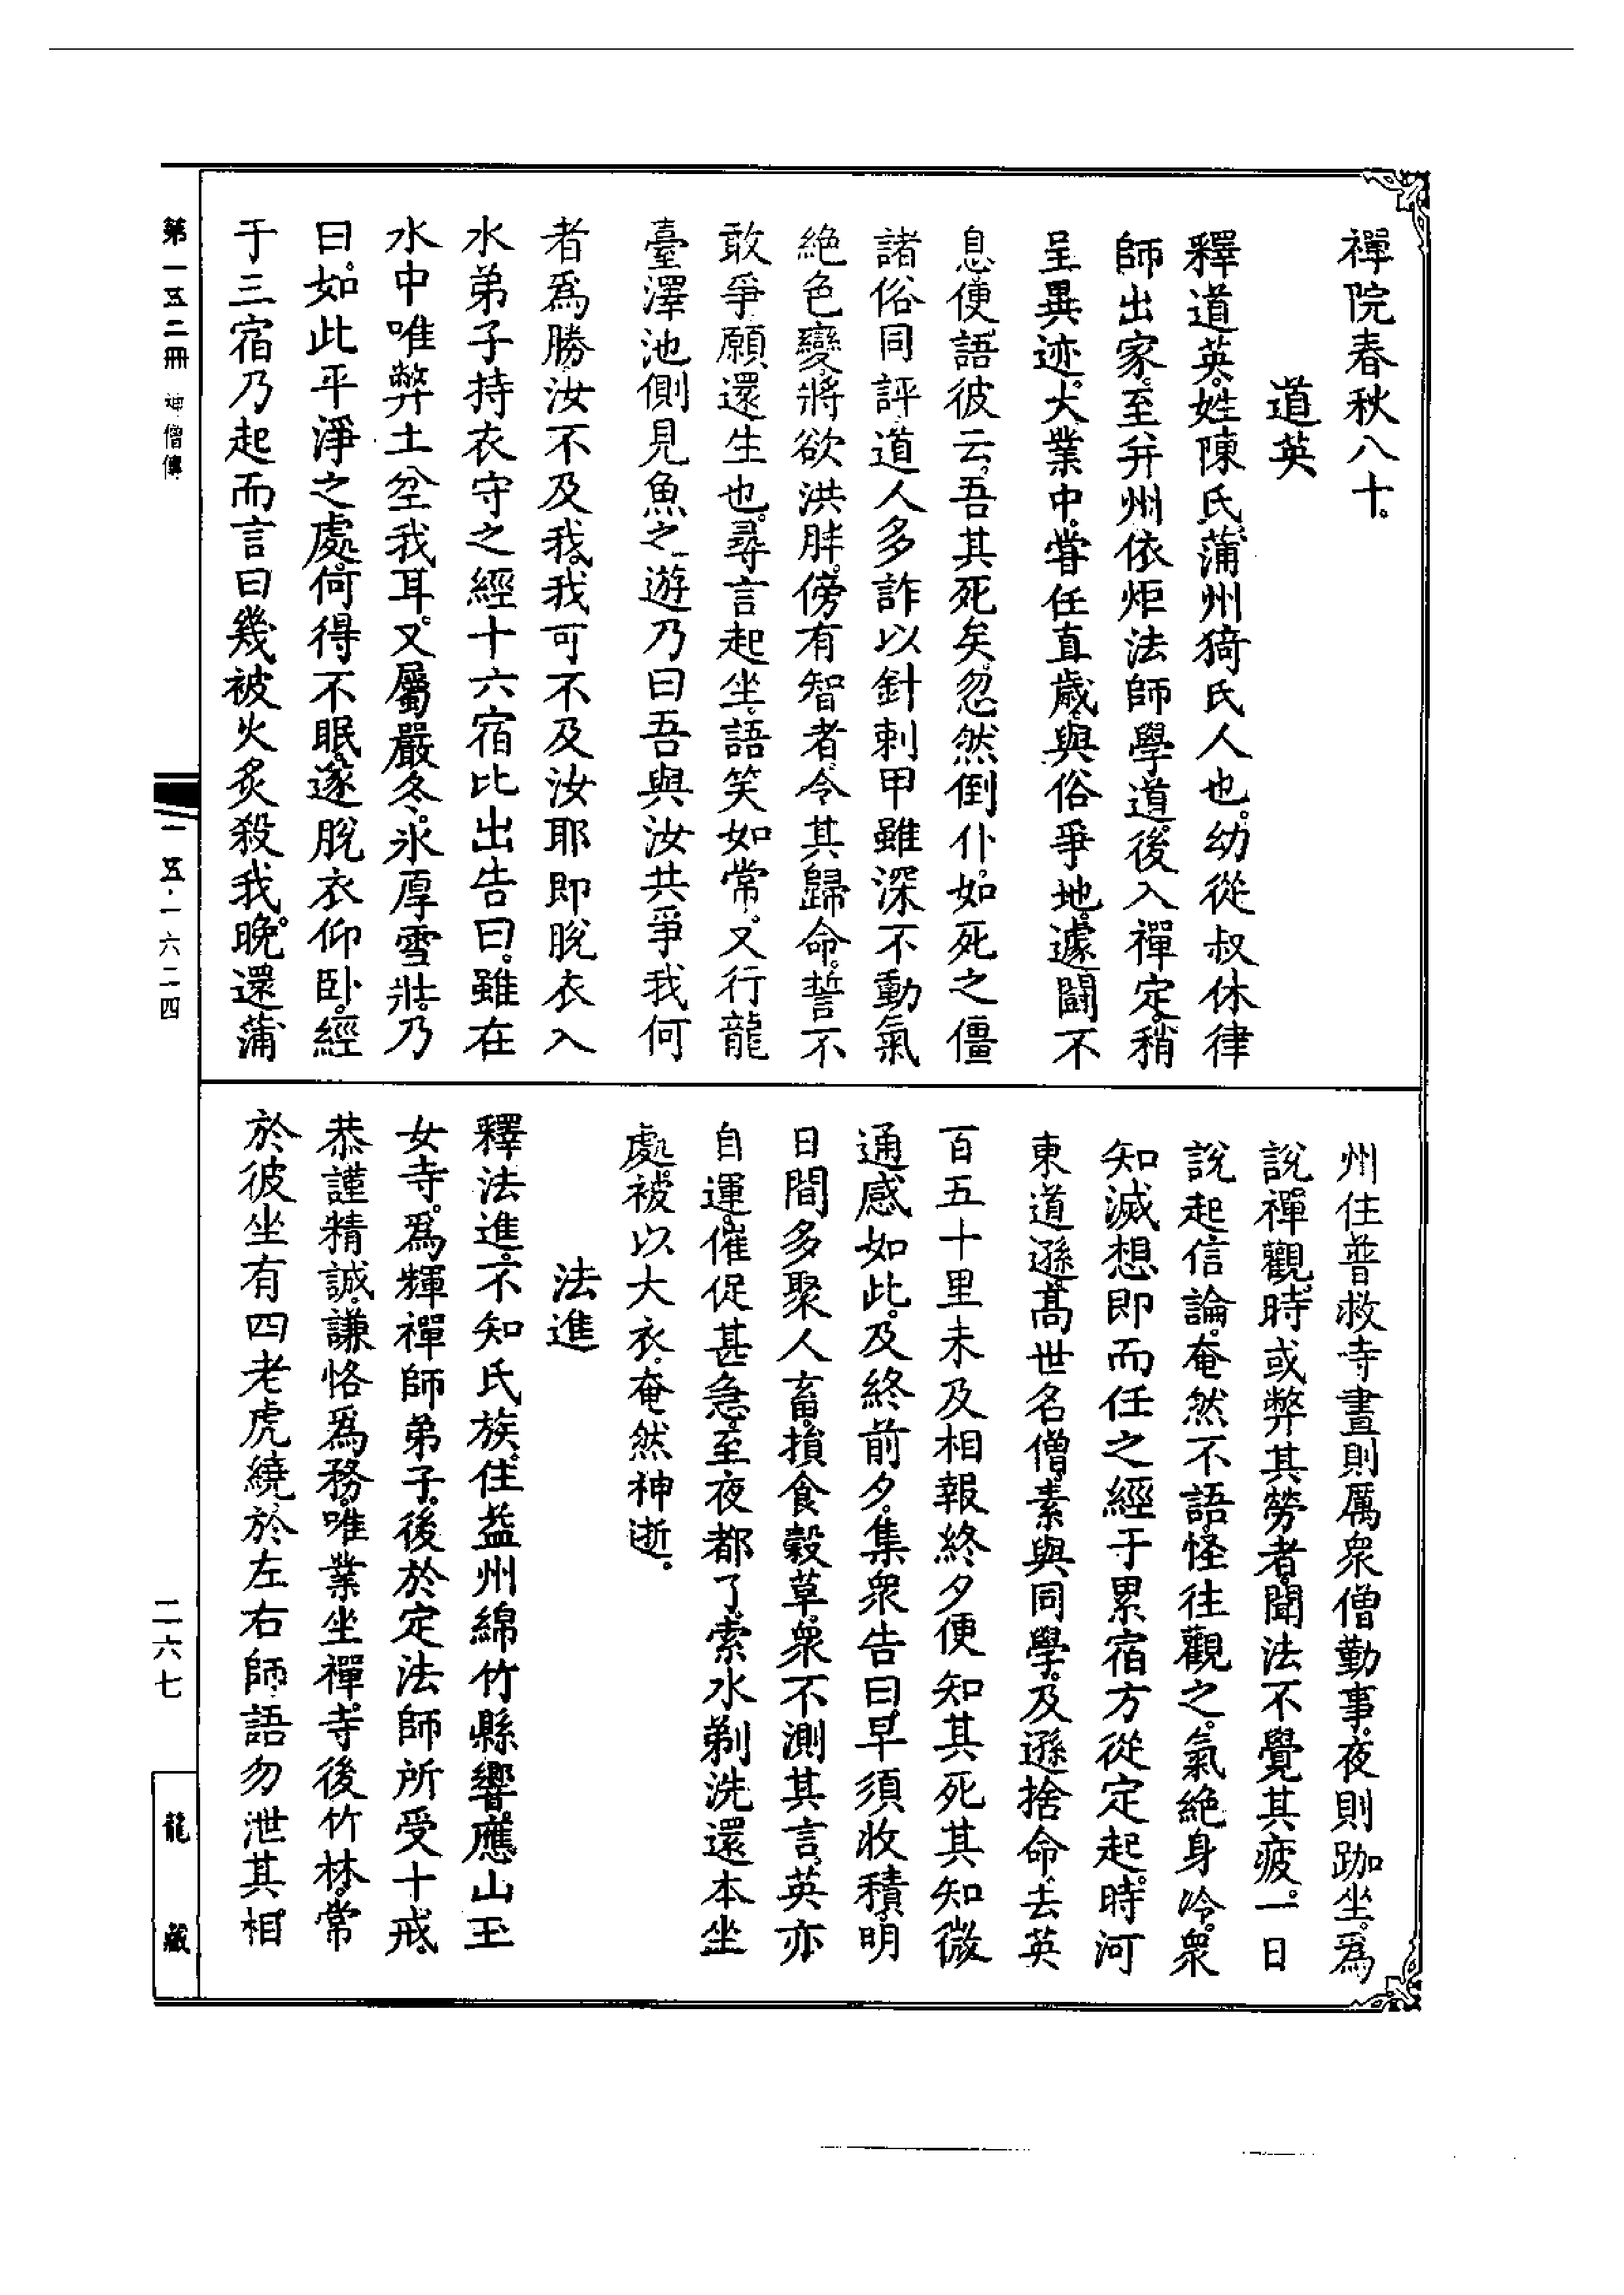 禪院春秋八十。
道英
釋道英。姓陳氏。蒲州猗氏人也。幼從叔休律
師出家。至并州依炬法師學道。後入禪定。稍
呈異迹。大業中。嘗任直歲。與俗爭地。遽鬪不
息。便語彼云。吾其死矣。忽然倒仆。如死之僵。
諸俗同評。道人多詐。以針刺甲。雖深不動。氣
絕色變。將欲洪胖。傍有智者。令其歸命。誓不
敢爭。願還生也。尋言起坐。語笑如常。又行龍
臺澤池側。見魚之遊。乃曰吾與汝共爭我何
者爲勝。汝不及我。我可不及汝耶。即脫衣入
水。弟子持衣守之。經十六宿比出告曰。雖在
水中唯弊土坌我耳。又屬嚴冬。氷厚雪壯。乃
曰。如此平淨之處。何得不眠。遂脫衣仰臥。經
于三宿乃起而言曰幾被火炙殺我。晚還蒲
州住普救寺晝則厲衆僧勤事。夜則跏坐。爲
說禪觀。時或弊其勞者。聞法不覺其疲。一日
說起信論。奄然不語。怪往觀之。氣絕身冷。衆
知滅想即而任之經于累宿方從定起。時河
東道遜。高世名僧。素與同學。及遜捨命去英
百五十里未及相報終夕便知其死其知微
通感如此。及終前夕。集衆告曰。早須收積。明
日間多聚人畜。損食穀草。衆不測其言。英亦
自運。催促甚急。至夜都了。索水剃洗還本坐
處。被以大衣。奄然神逝。
法進
釋法進。不知氏族。住益州綿竹縣響應山玉
女寺。爲輝禪師弟子。後於定法師所受十戒。
恭謹精誠。謙恪爲務。唯業坐禪。寺後竹林。常
於彼坐有四老虎繞於左右師語勿泄其相。
第一五二冊 神僧傳
一五·一六二四
二六七
龍藏